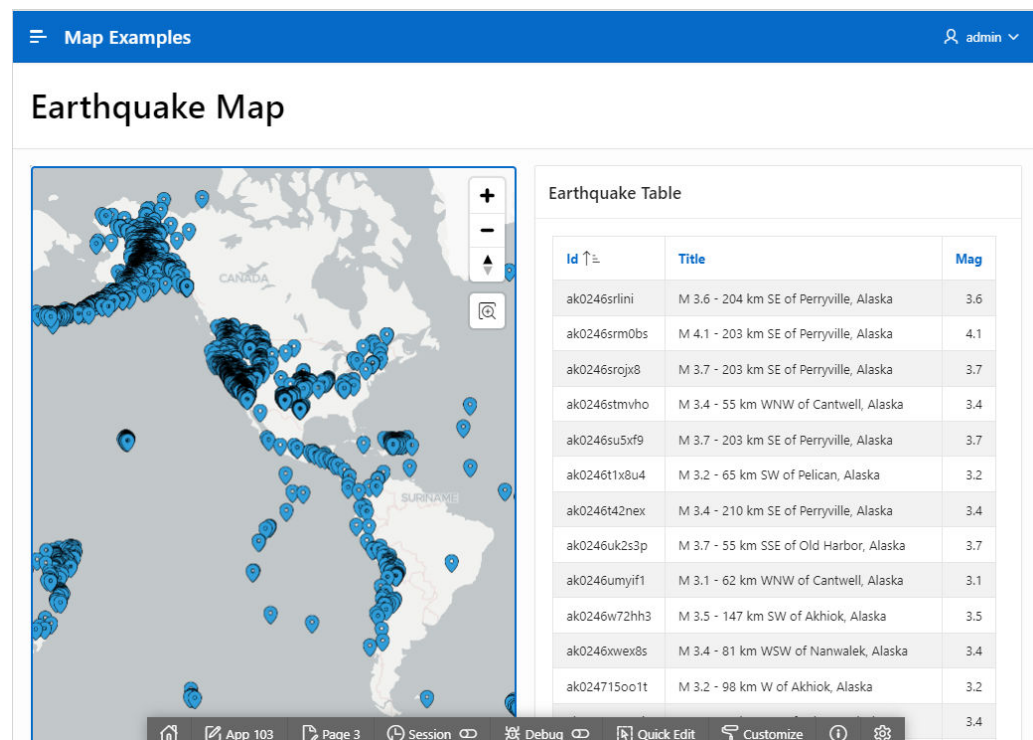 Map Examples
admin
Earthquake Map
CANADA
SURINAME
Earthquake Table
Id Title Mag
ak0246srlini M 3.6 - 204 km SE of Perryville, Alaska 3.6
ak0246srm0bs M 4.1 - 203 km SE of Perryville, Alaska 4.1
ak0246srojx8 M 3.7 - 203 km SE of Perryville, Alaska 3.7
ak0246stmvho M 3.4 - 55 km WNW of Cantwell, Alaska 3.4
ak0246su5xf9 M 3.7 - 203 km SE of Perryville, Alaska 3.7
ak0246t1x8u4 M 3.2 - 65 km SW of Pelican, Alaska 3.2
ak0246t42nex M 3.4 - 210 km SE of Perryville, Alaska 3.4
ak0246uk2s3p M 3.7 - 55 km SSE of Old Harbor, Alaska 3.7
ak0246umyif1 M 3.1 - 62 km WNW of Cantwell, Alaska 3.1
ak0246w72hh3 M 3.5 - 147 km SW of Akhiok, Alaska 3.5
ak0246xwex8s M 3.4 - 81 km WSW of Nanwalek, Alaska 3.4
ak024715oo1t M 3.2 - 98 km W of Akhiok, Alaska 3.2
3.4
App 103 Page 3 Session Debug Quick Edit Customize